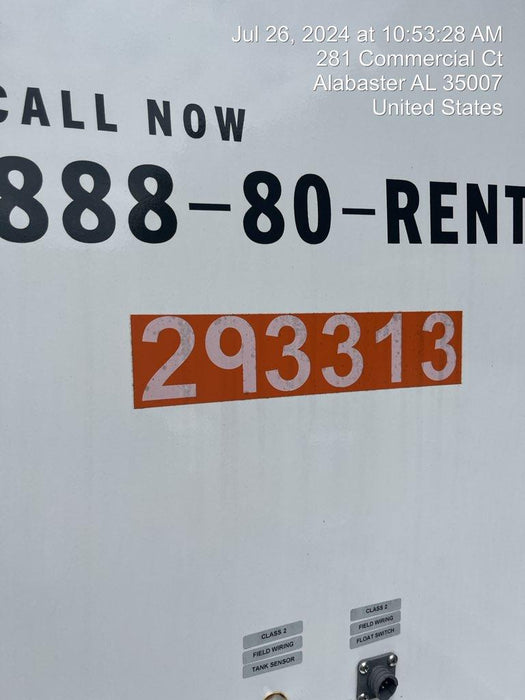 Jul 26, 2024 at 10:53:28 AM
281 Commercial Ct
Alabaster AL 35007
United States
CALL NOW
888-80-RENT
293313
CLASS 2
FIELD WIRING
TANK SENSOR
CLASS 2
FIELD WIRING
FLOAT SWITCH